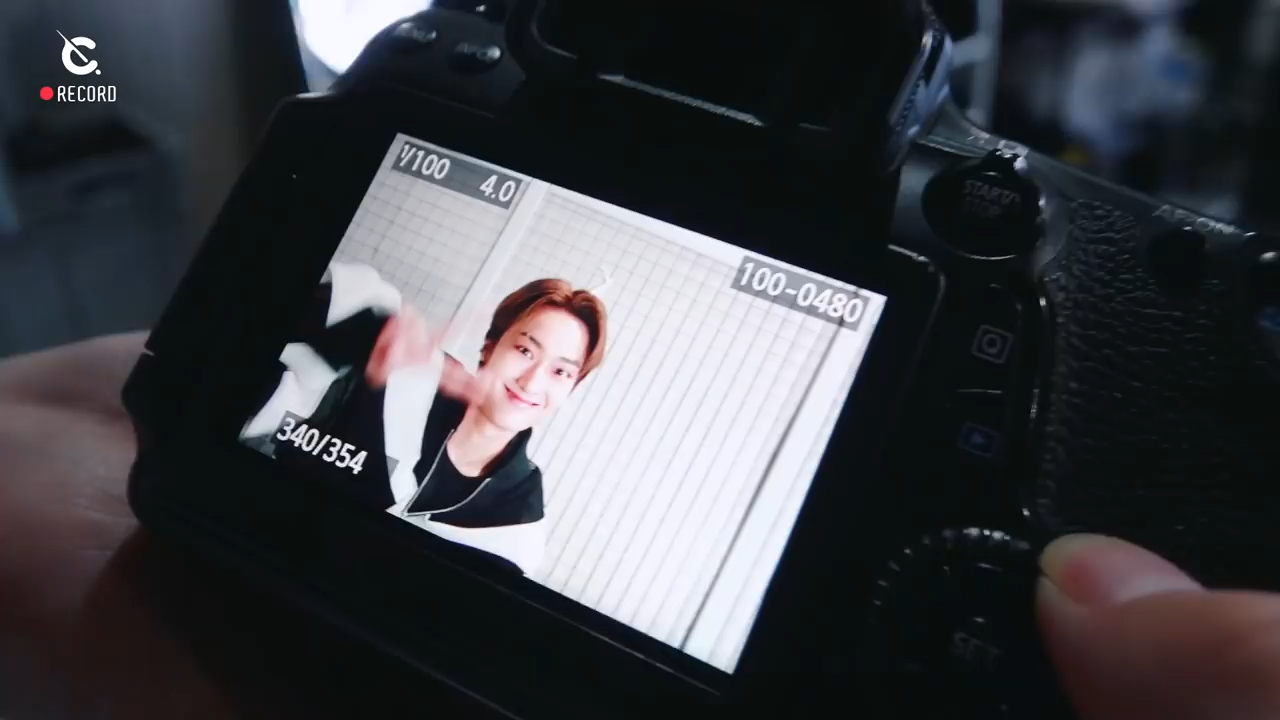 RECORD
1/100 4.0
100-0480
340/354
START/
STOP
AF-ON
SET